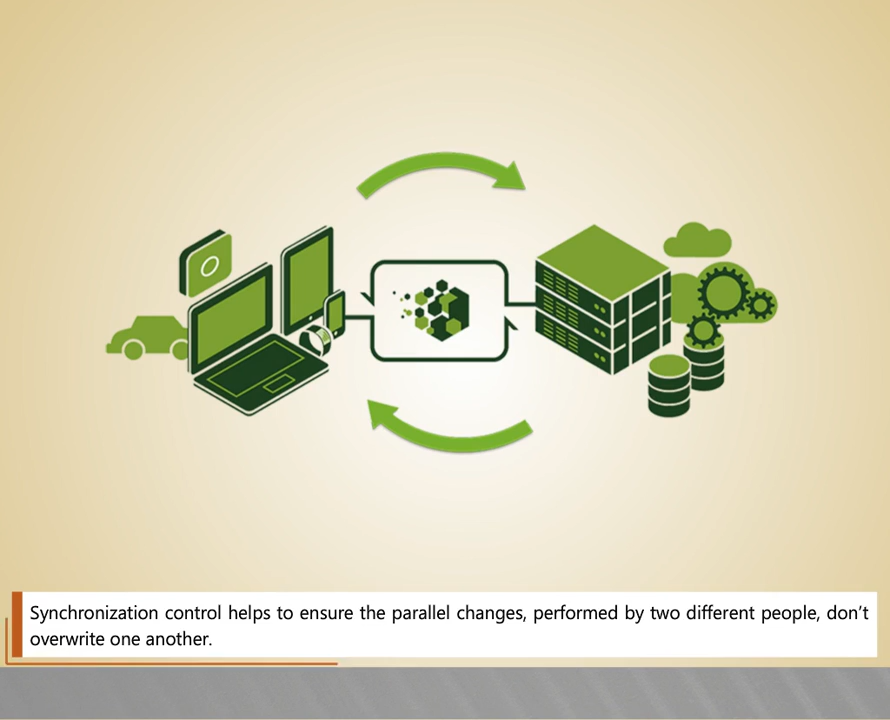 Synchronization control helps to ensure the parallel changes, performed by two different people, don’t
overwrite one another.